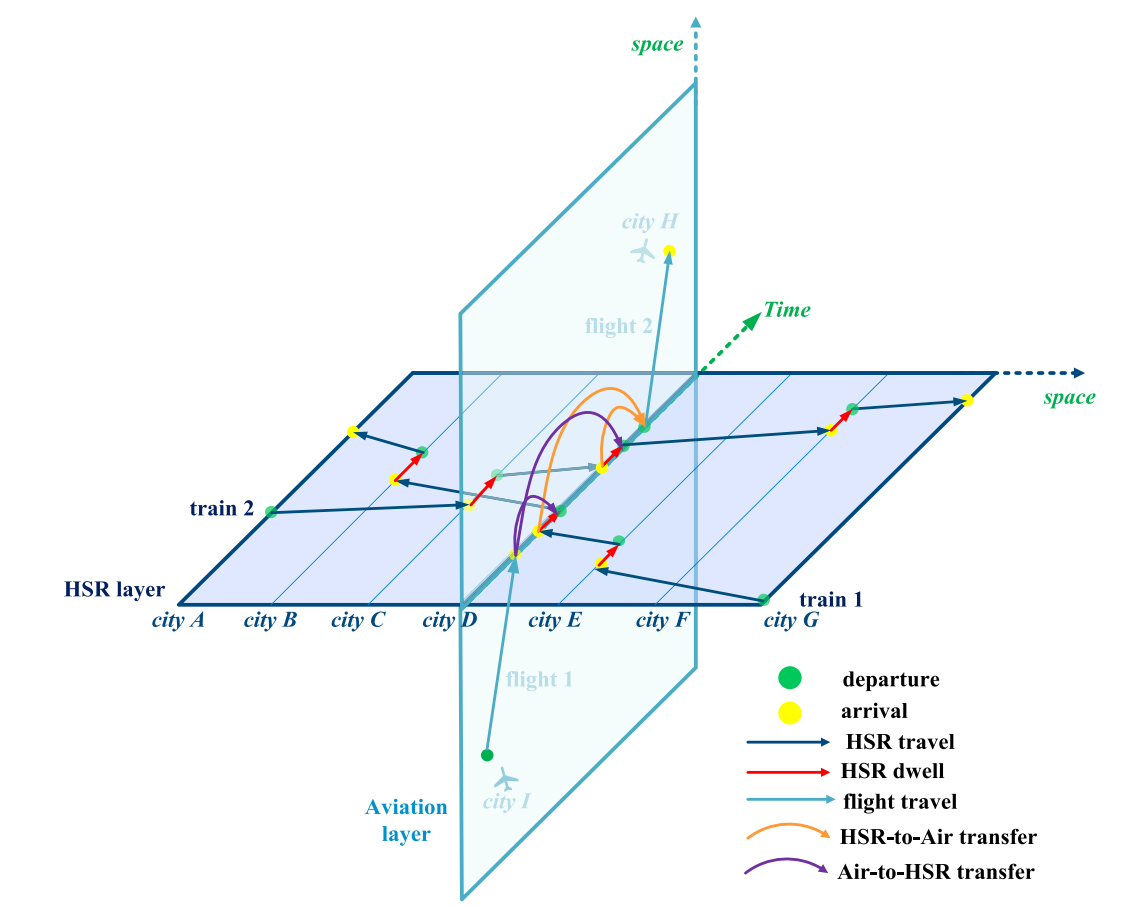 space
city H
Time
flight 2
space
train 2
HSR layer
train 1
city A
city B
city C
city D
city E
city F
city G
flight 1
departure
arrival
HSR travel
HSR dwell
city I
flight travel
Aviation
layer
HSR-to-Air transfer
Air-to-HSR transfer